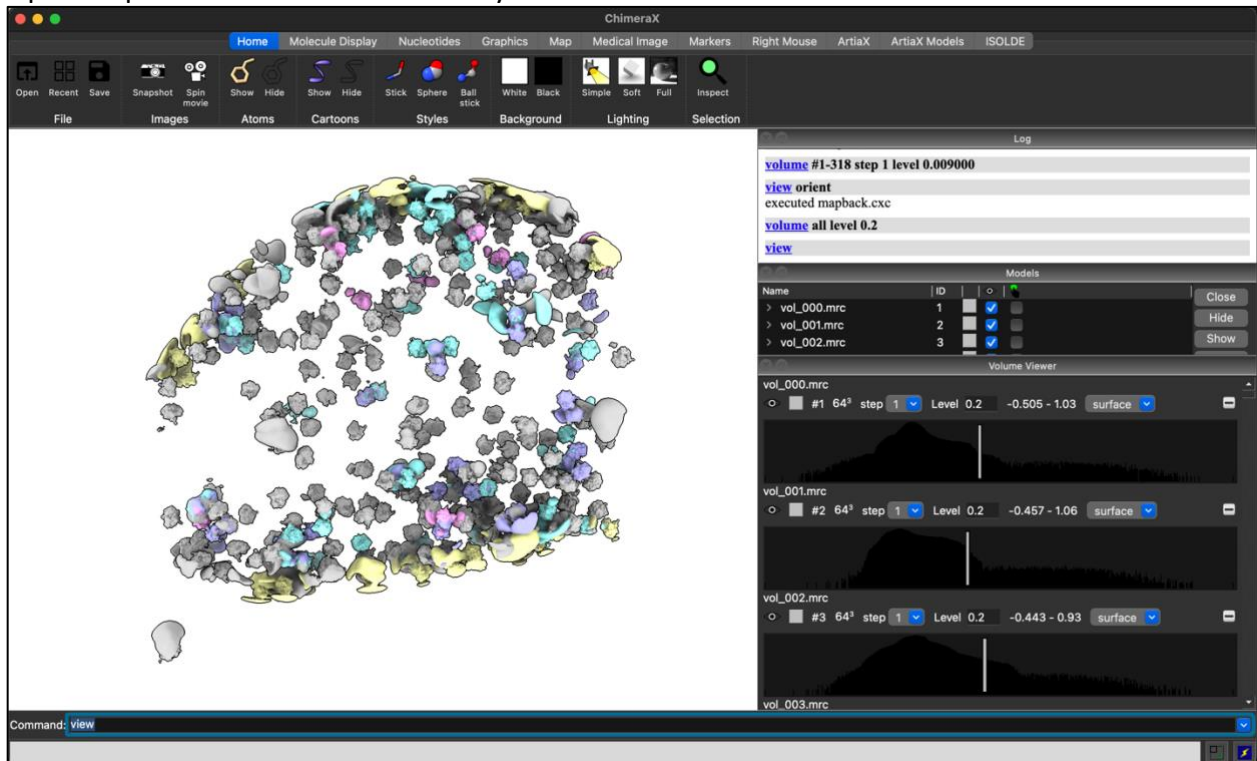 ChimeraX
Home Molecule Display Nucleotides Graphics Map Medical Image Markers Right Mouse ArtiaX ArtiaX Models ISOLDE
Open Recent Save Snapshot Spin movie Show Hide Show Hide Stick Sphere Ball stick White Black Simple Soft Full Inspect
File Images Atoms Cartoons Styles Background Lighting Selection
Log
volume #1-318 step 1 level 0.009000
view orient
executed mapback.cxc
volume all level 0.2
view
Models
Name ID
vol_000.mrc 1
vol_001.mrc 2
vol_002.mrc 3
Close
Hide
Show
Volume Viewer
vol_000.mrc
#1 64³ step 1 Level 0.2 -0.505 - 1.03 surface
vol_001.mrc
#2 64³ step 1 Level 0.2 -0.457 - 1.06 surface
vol_002.mrc
#3 64³ step 1 Level 0.2 -0.443 - 0.93 surface
vol_003.mrc
Command: view